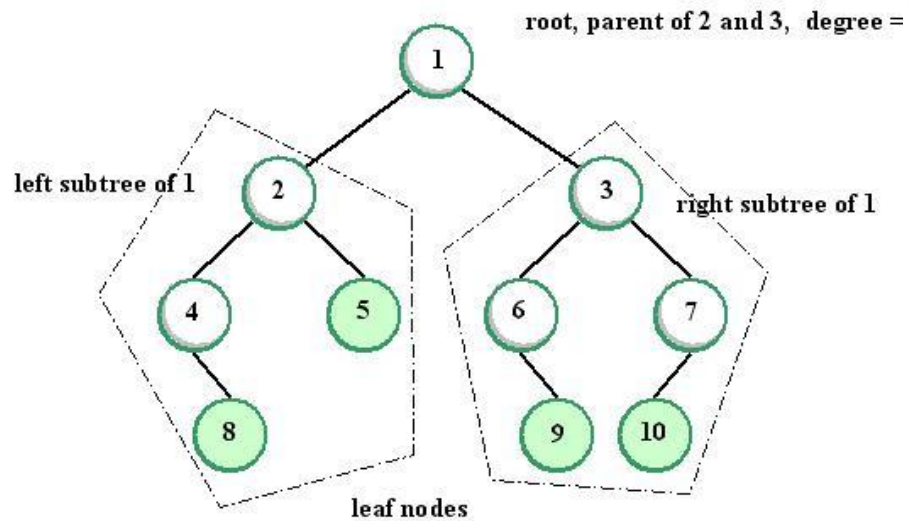 root, parent of 2 and 3, degree =
1
left subtree of 1
2
3
right subtree of 1
4
5
6
7
8
9
10
leaf nodes